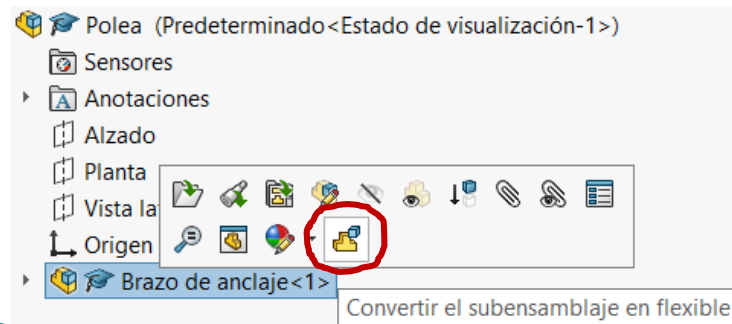 Polea (Predeterminado<Estado de visualización-1>)
Sensores
A Anotaciones
Alzado
Planta
Vista la
Origen
Brazo de anclaje<1>
Convertir el subensamblaje en flexible